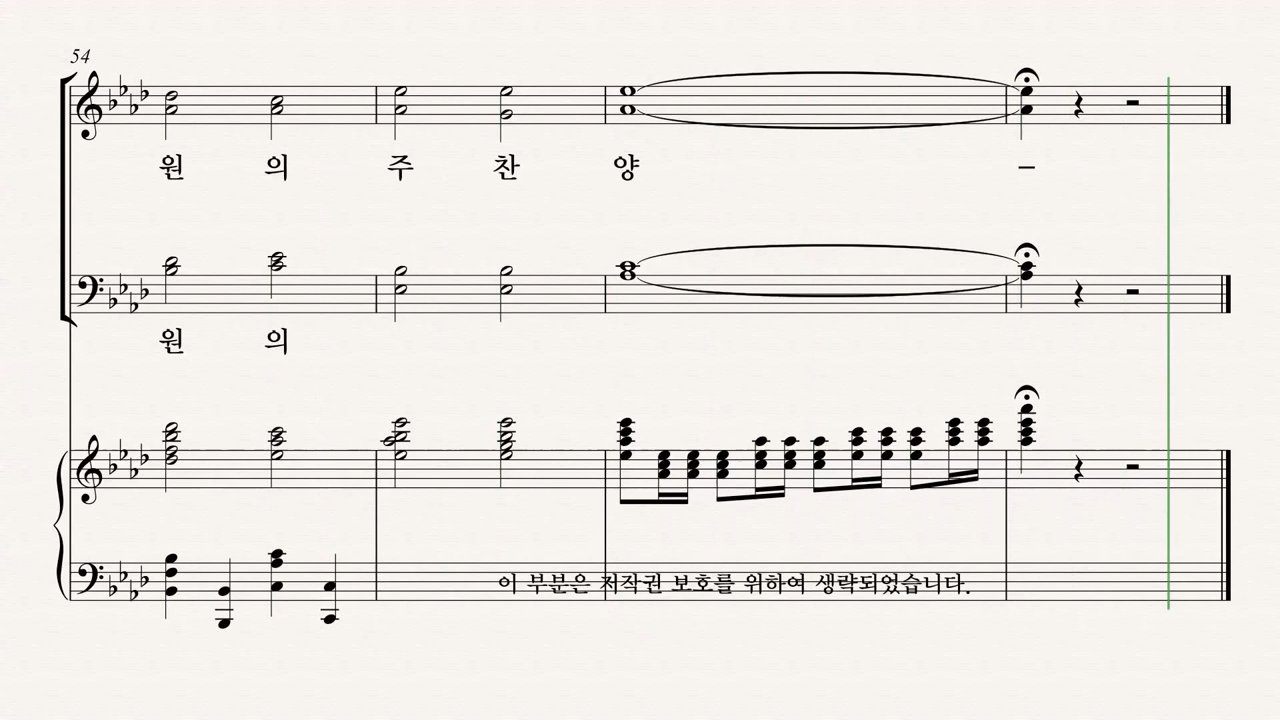 54
원 의 주 찬 양 –
원 의
이 부분은 저작권 보호를 위하여 생략되었습니다.